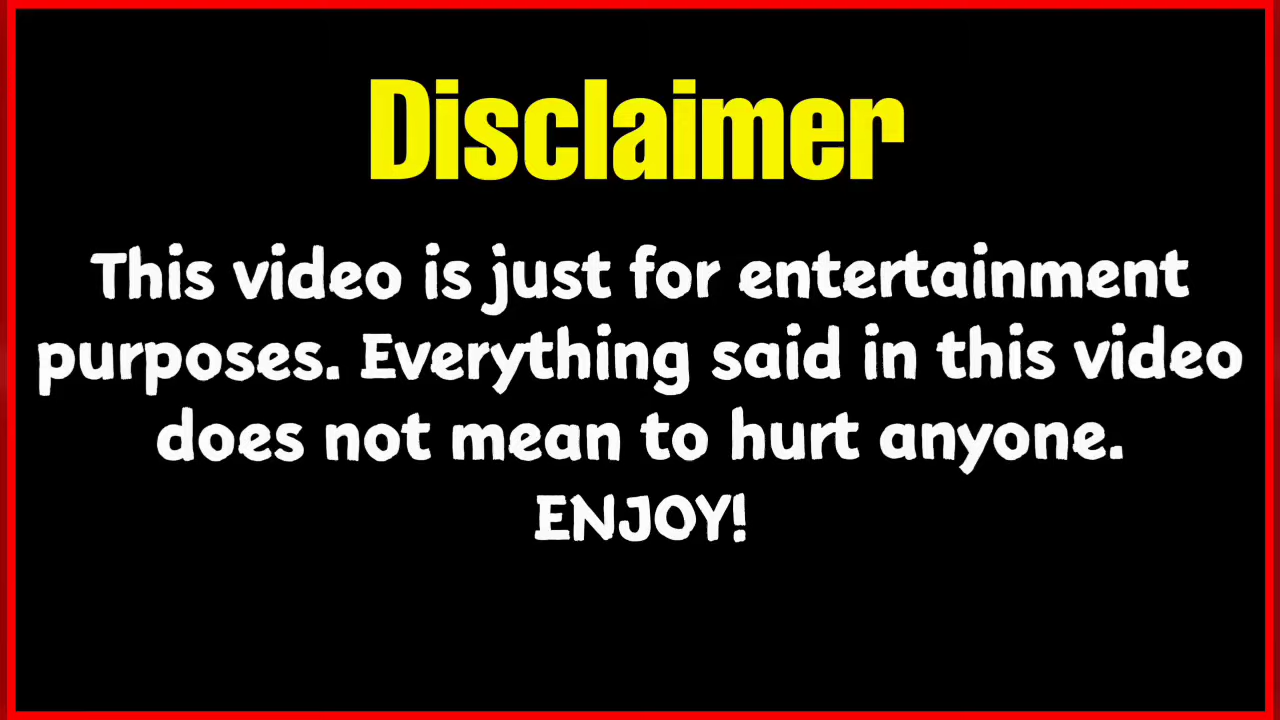 Disclaimer
This video is just for entertainment
purposes. Everything said in this video
does not mean to hurt anyone.
ENJOY!